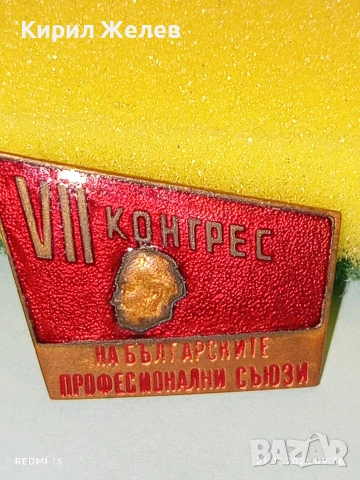 Кирил Желев
VII КОНГРЕС
НА БЪЛГАРСКИТЕ
ПРОФЕСИОНАЛНИ СЪЮЗИ
REDMI 13
BAZAR